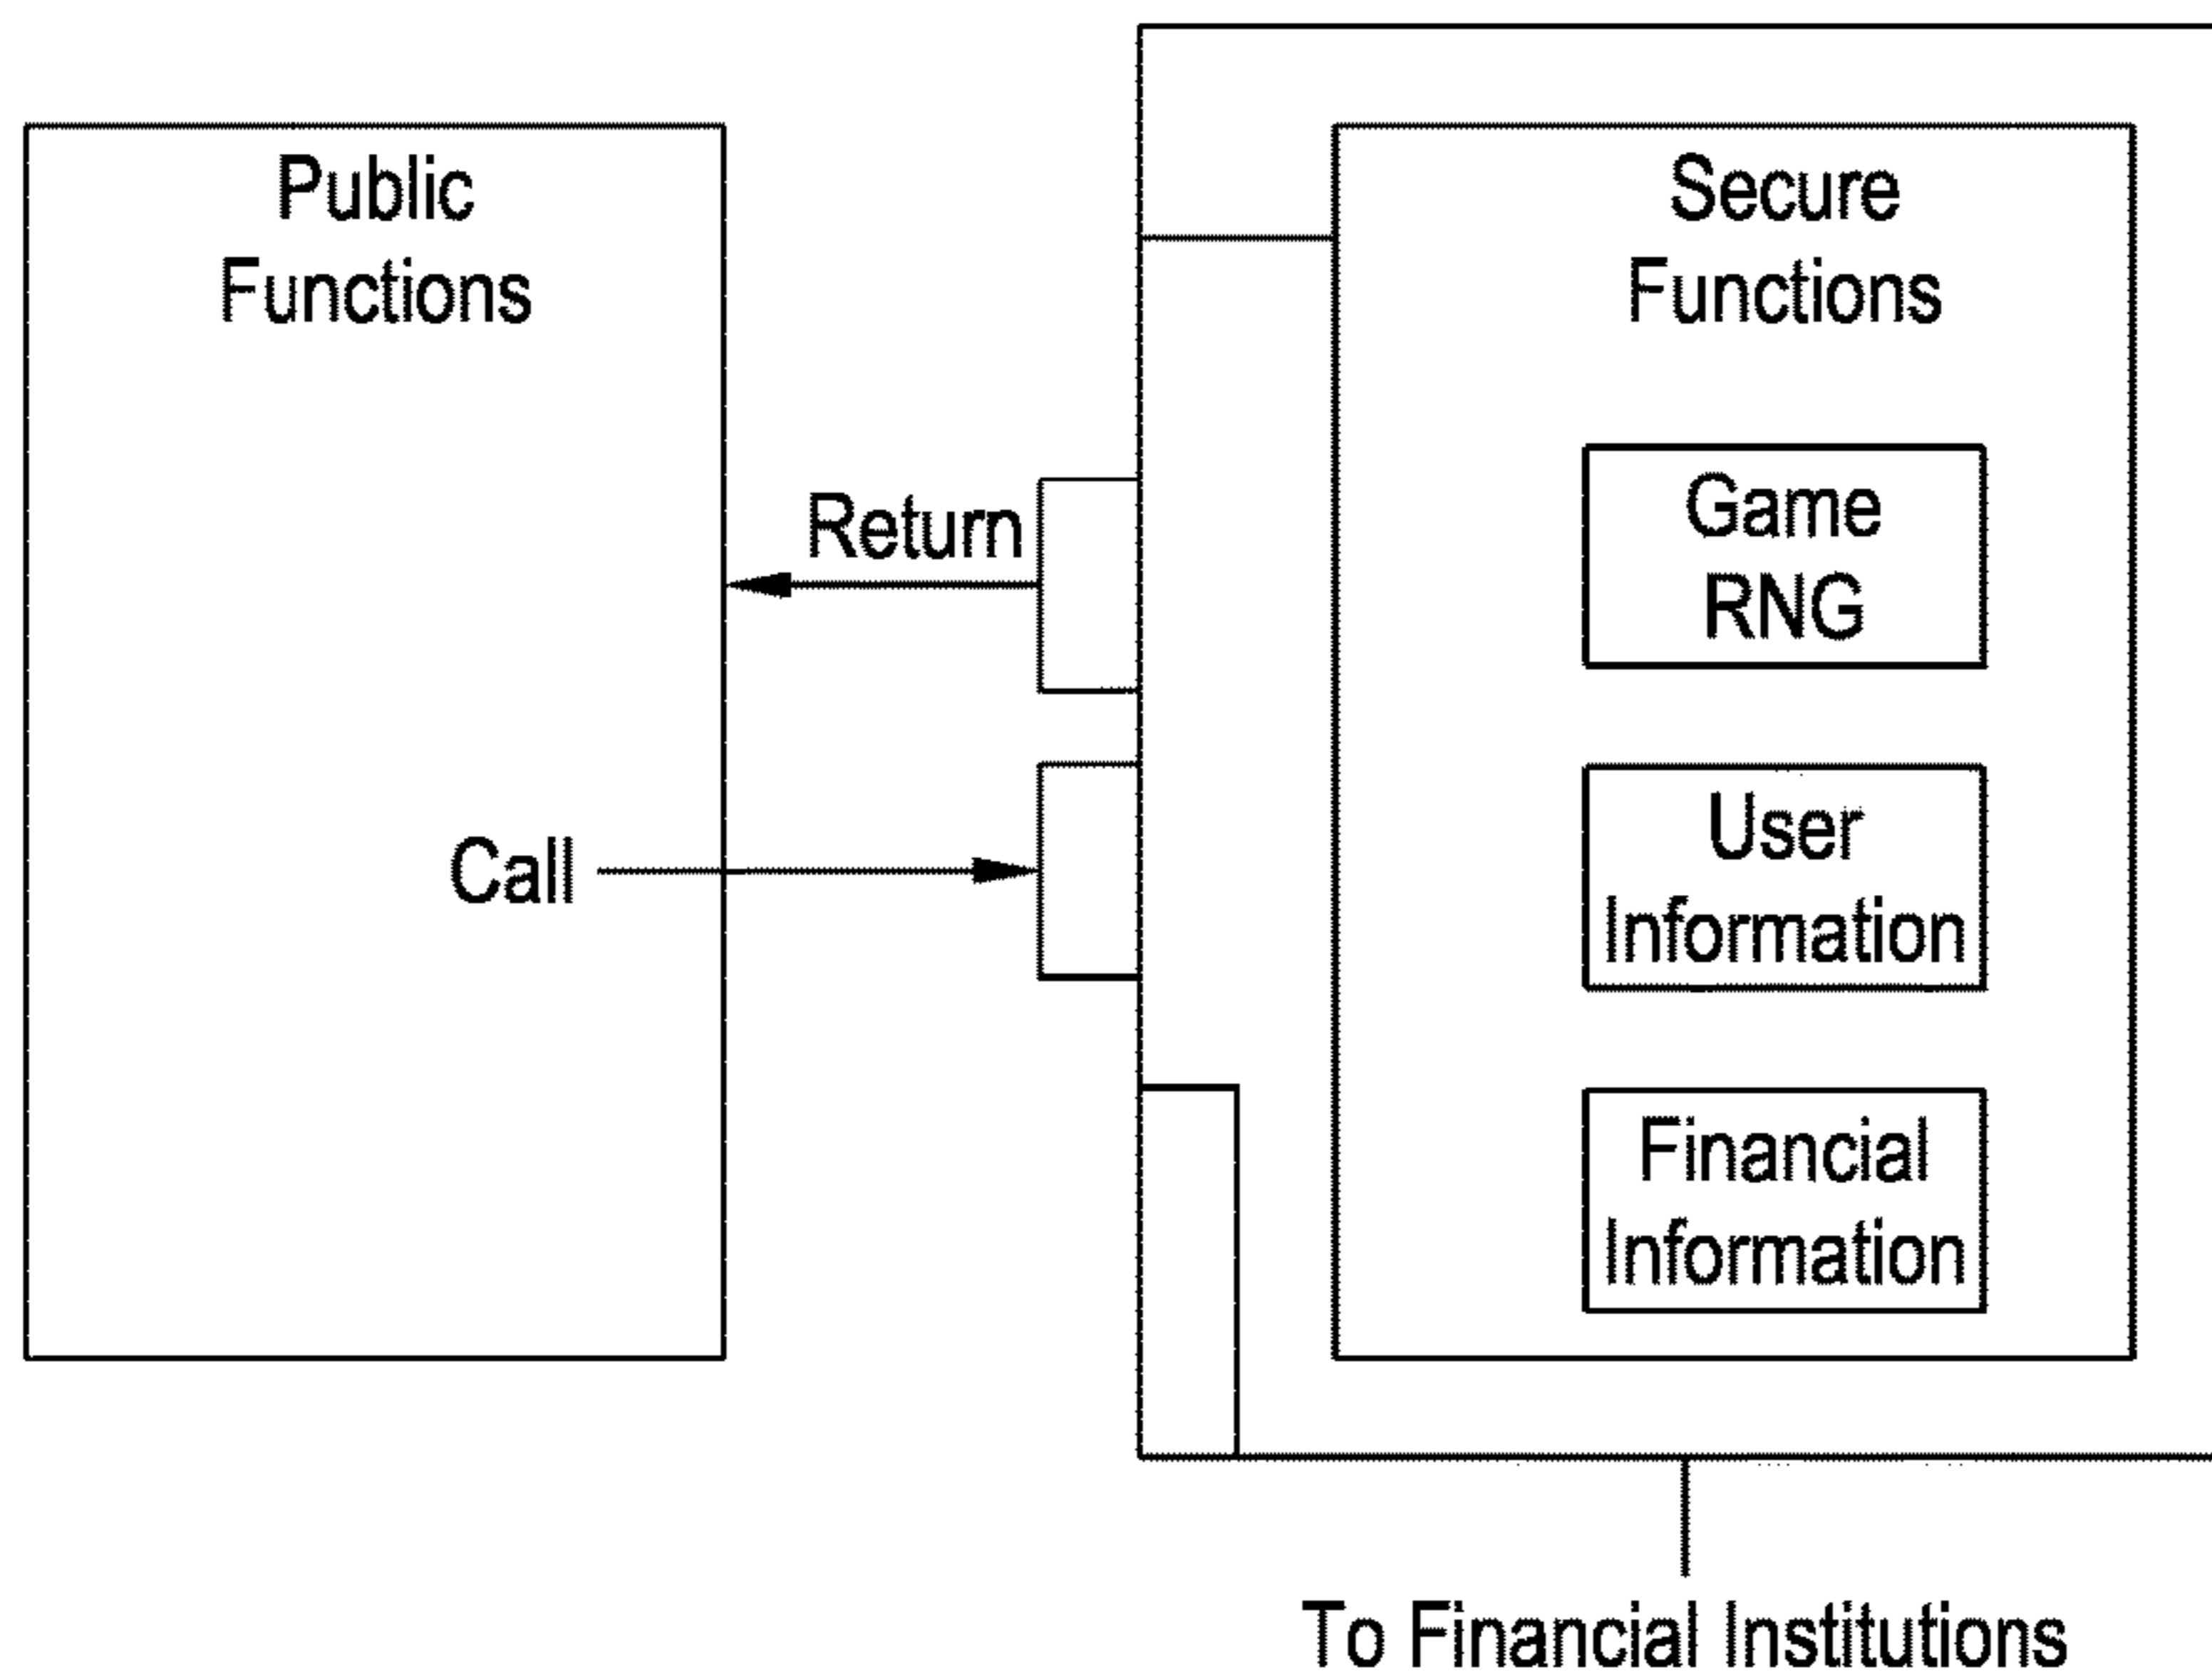 Public
Functions
Return
Call
Secure
Functions
Game
RNG
User
Information
Financial
Information
To Financial Institutions